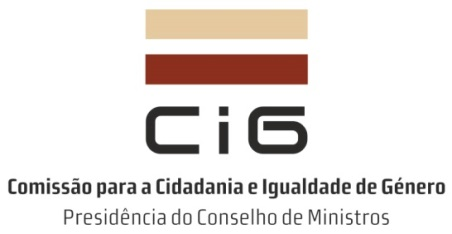 CiG
Comissão para a Cidadania e Igualdade de Género
Presidência do Conselho de Ministros